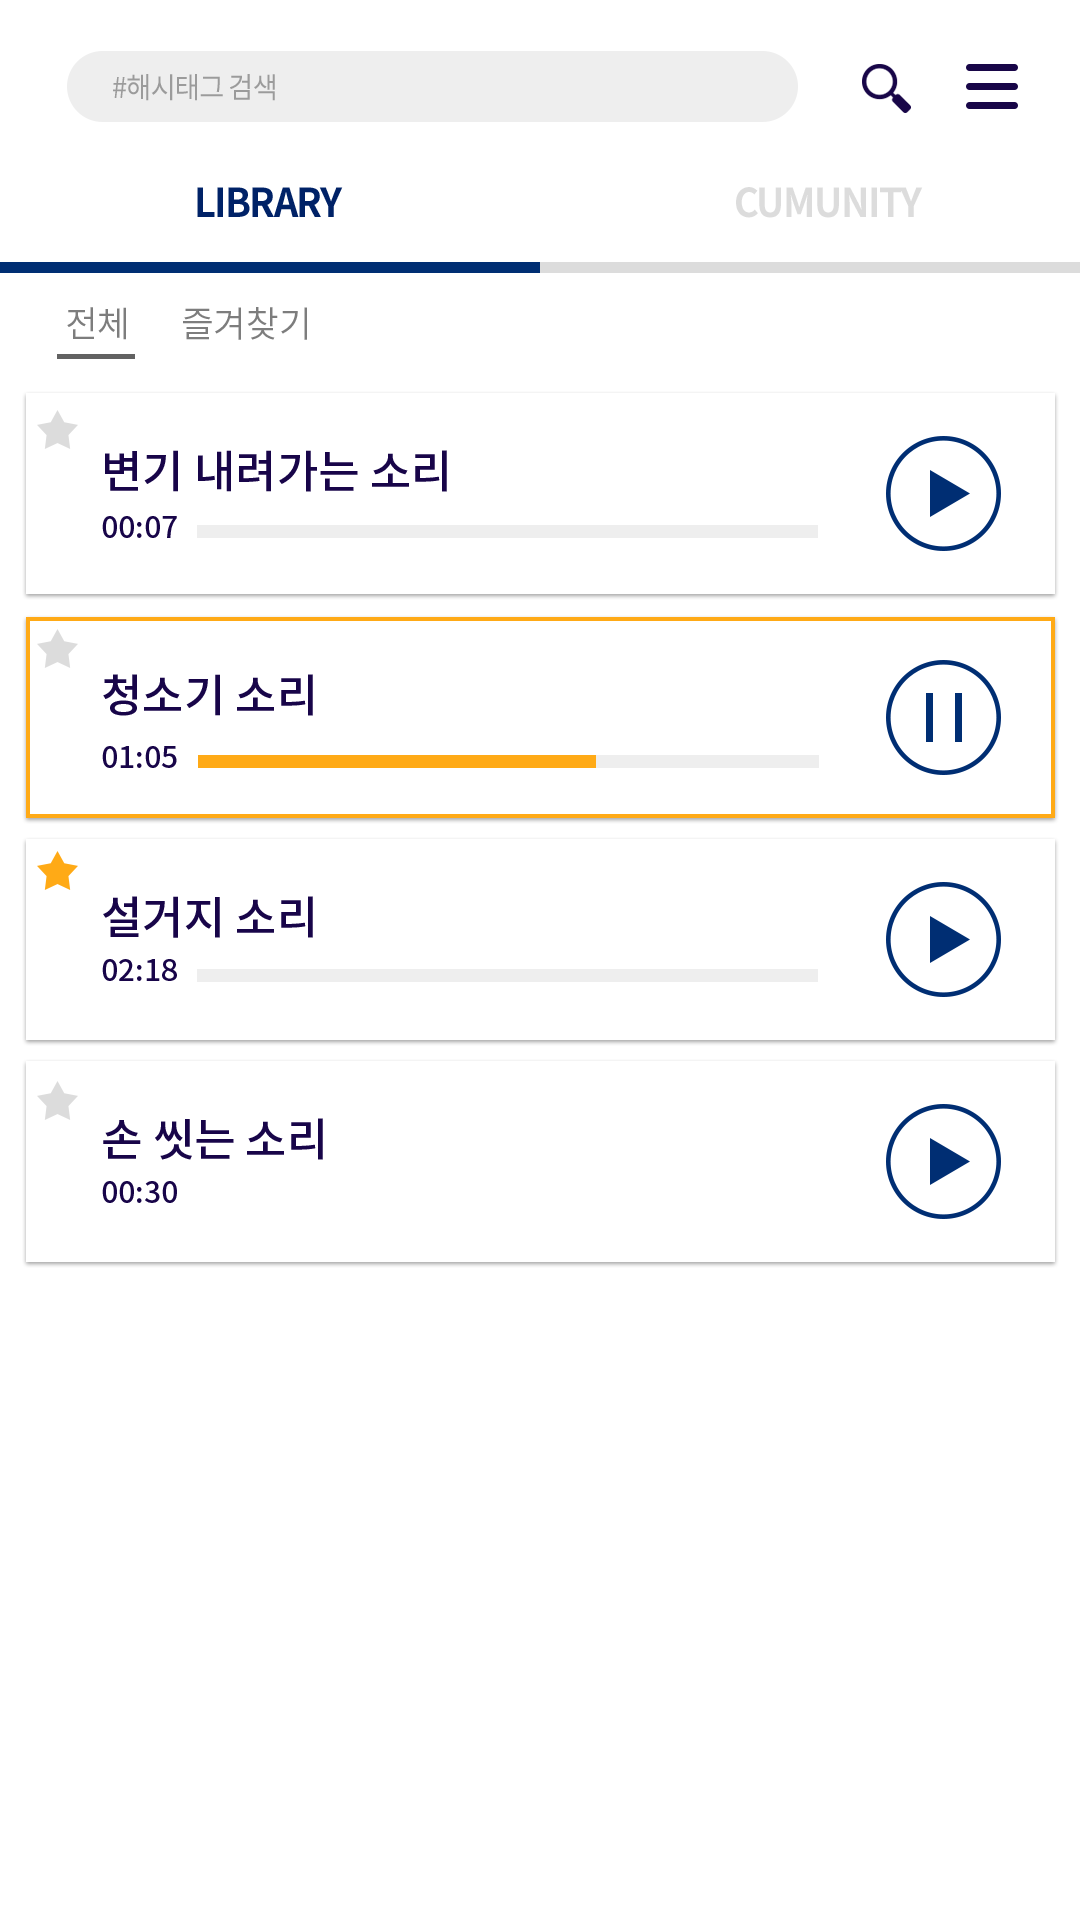 #해시태그 검색
LIBRARY CUMUNITY
전체 즐겨찾기
변기 내려가는 소리
00:07
청소기 소리
01:05
설거지 소리
02:18
손 씻는 소리
00:30